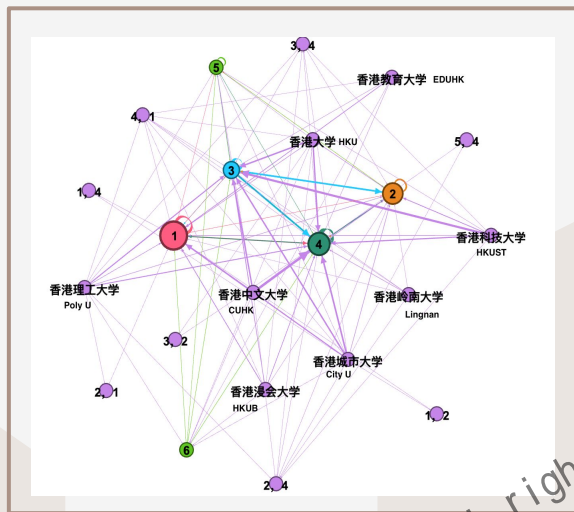 3, 4
5
香港教育大学 EDUHK
4, 1
香港大学 HKU
5, 4
3
1, 4
2
1
4
香港科技大学
HKUST
香港理工大学
Poly U
香港中文大学
CUHK
香港岭南大学
Lingnan
3, 2
香港城市大学
City U
2, 1
香港浸会大学
HKUB
1, 2
6
2, 4